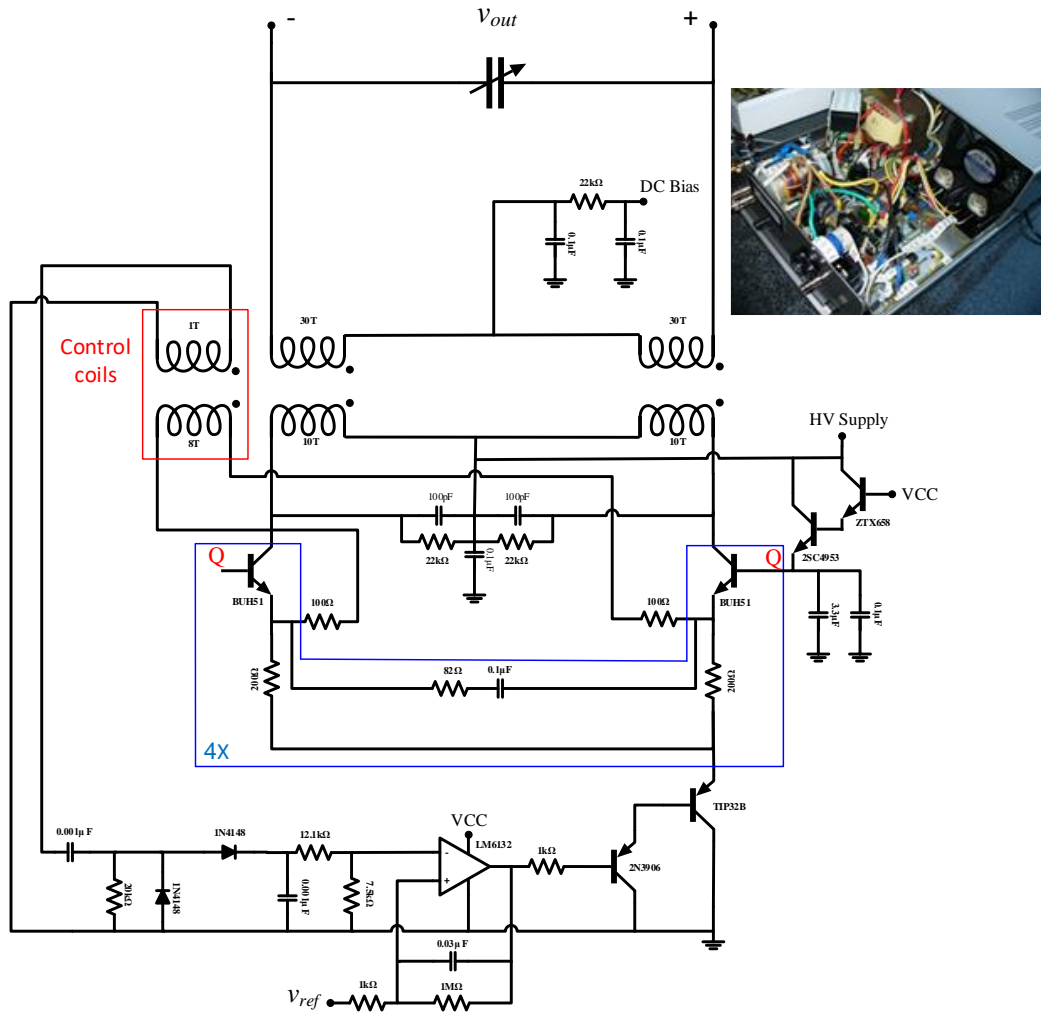 - v_out +
22kΩ
DC Bias
0.1µF
0.1µF
1T
30T
30T
Control
coils
8T
10T
10T
HV Supply
VCC
ZTX658
2SC4953
100pF
100pF
22kΩ
22kΩ
0.1µF
Q
Q
BUH51
BUH51
100Ω
100Ω
3.3µF
0.1µF
200Ω
82Ω
0.1µF
200Ω
4X
TIP32B
VCC
LM6132
0.001µF
1N4148
12.1kΩ
-
+
1kΩ
2N3906
20kΩ
1N4148
0.001µF
7.5kΩ
0.03µF
v_ref
1kΩ
1MΩ